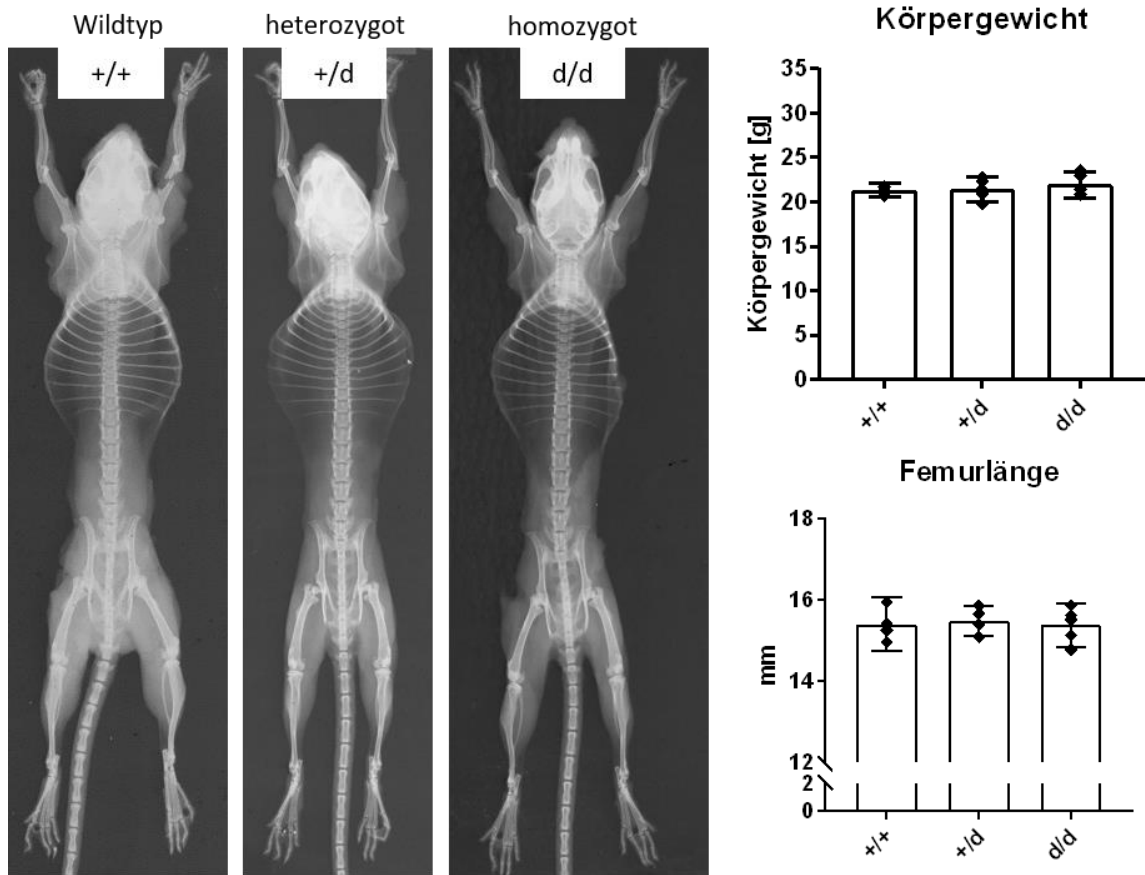 Wildtyp
+/+
heterozygot
+/d
homozygot
d/d
Körpergewicht
Körpergewicht [g]
35
30
25
20
15
10
5
0
+/+
+/d
d/d
Femurlänge
mm
18
16
14
12
2
0
+/+
+/d
d/d